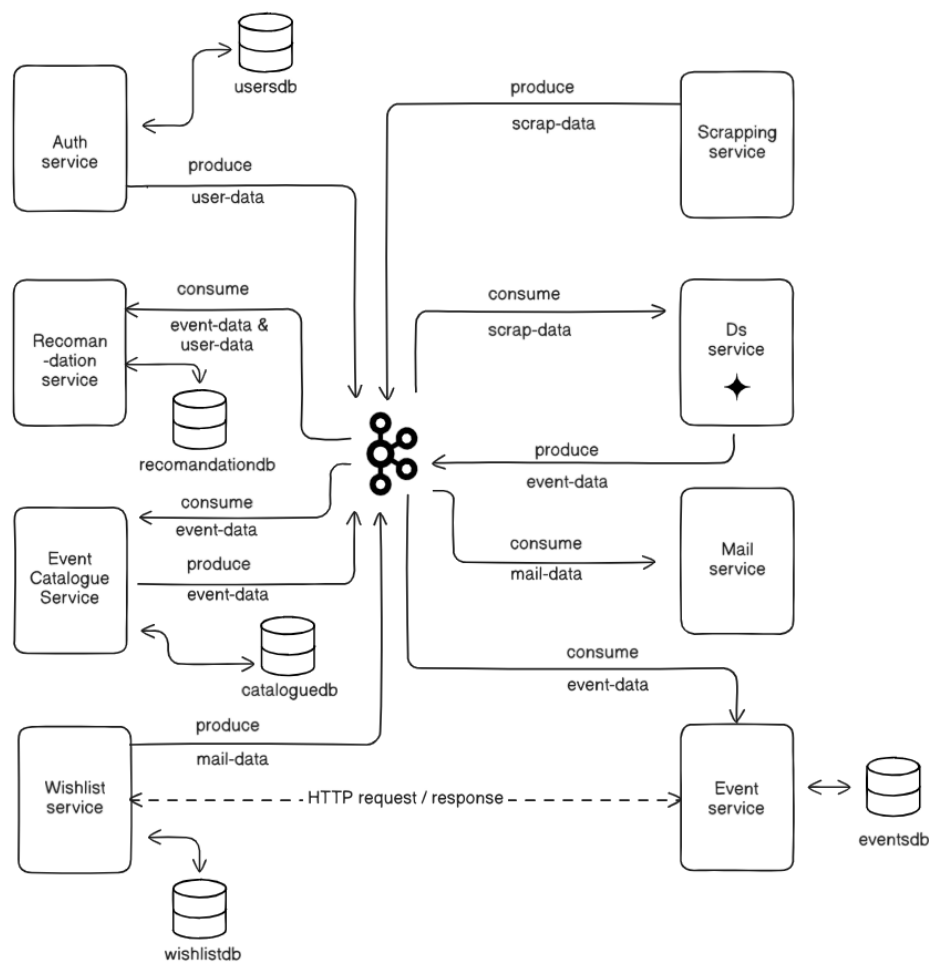 usersdb
Auth
service
produce
user-data
produce
scrap-data
Scrapping
service
Recoman
-dation
service
consume
event-data &
user-data
recomandationdb
consume
scrap-data
Ds
service
produce
event-data
Event
Catalogue
Service
consume
event-data
produce
event-data
cataloguedb
consume
mail-data
Mail
service
consume
event-data
Wishlist
service
produce
mail-data
HTTP request / response
Event
service
eventsdb
wishlistdb